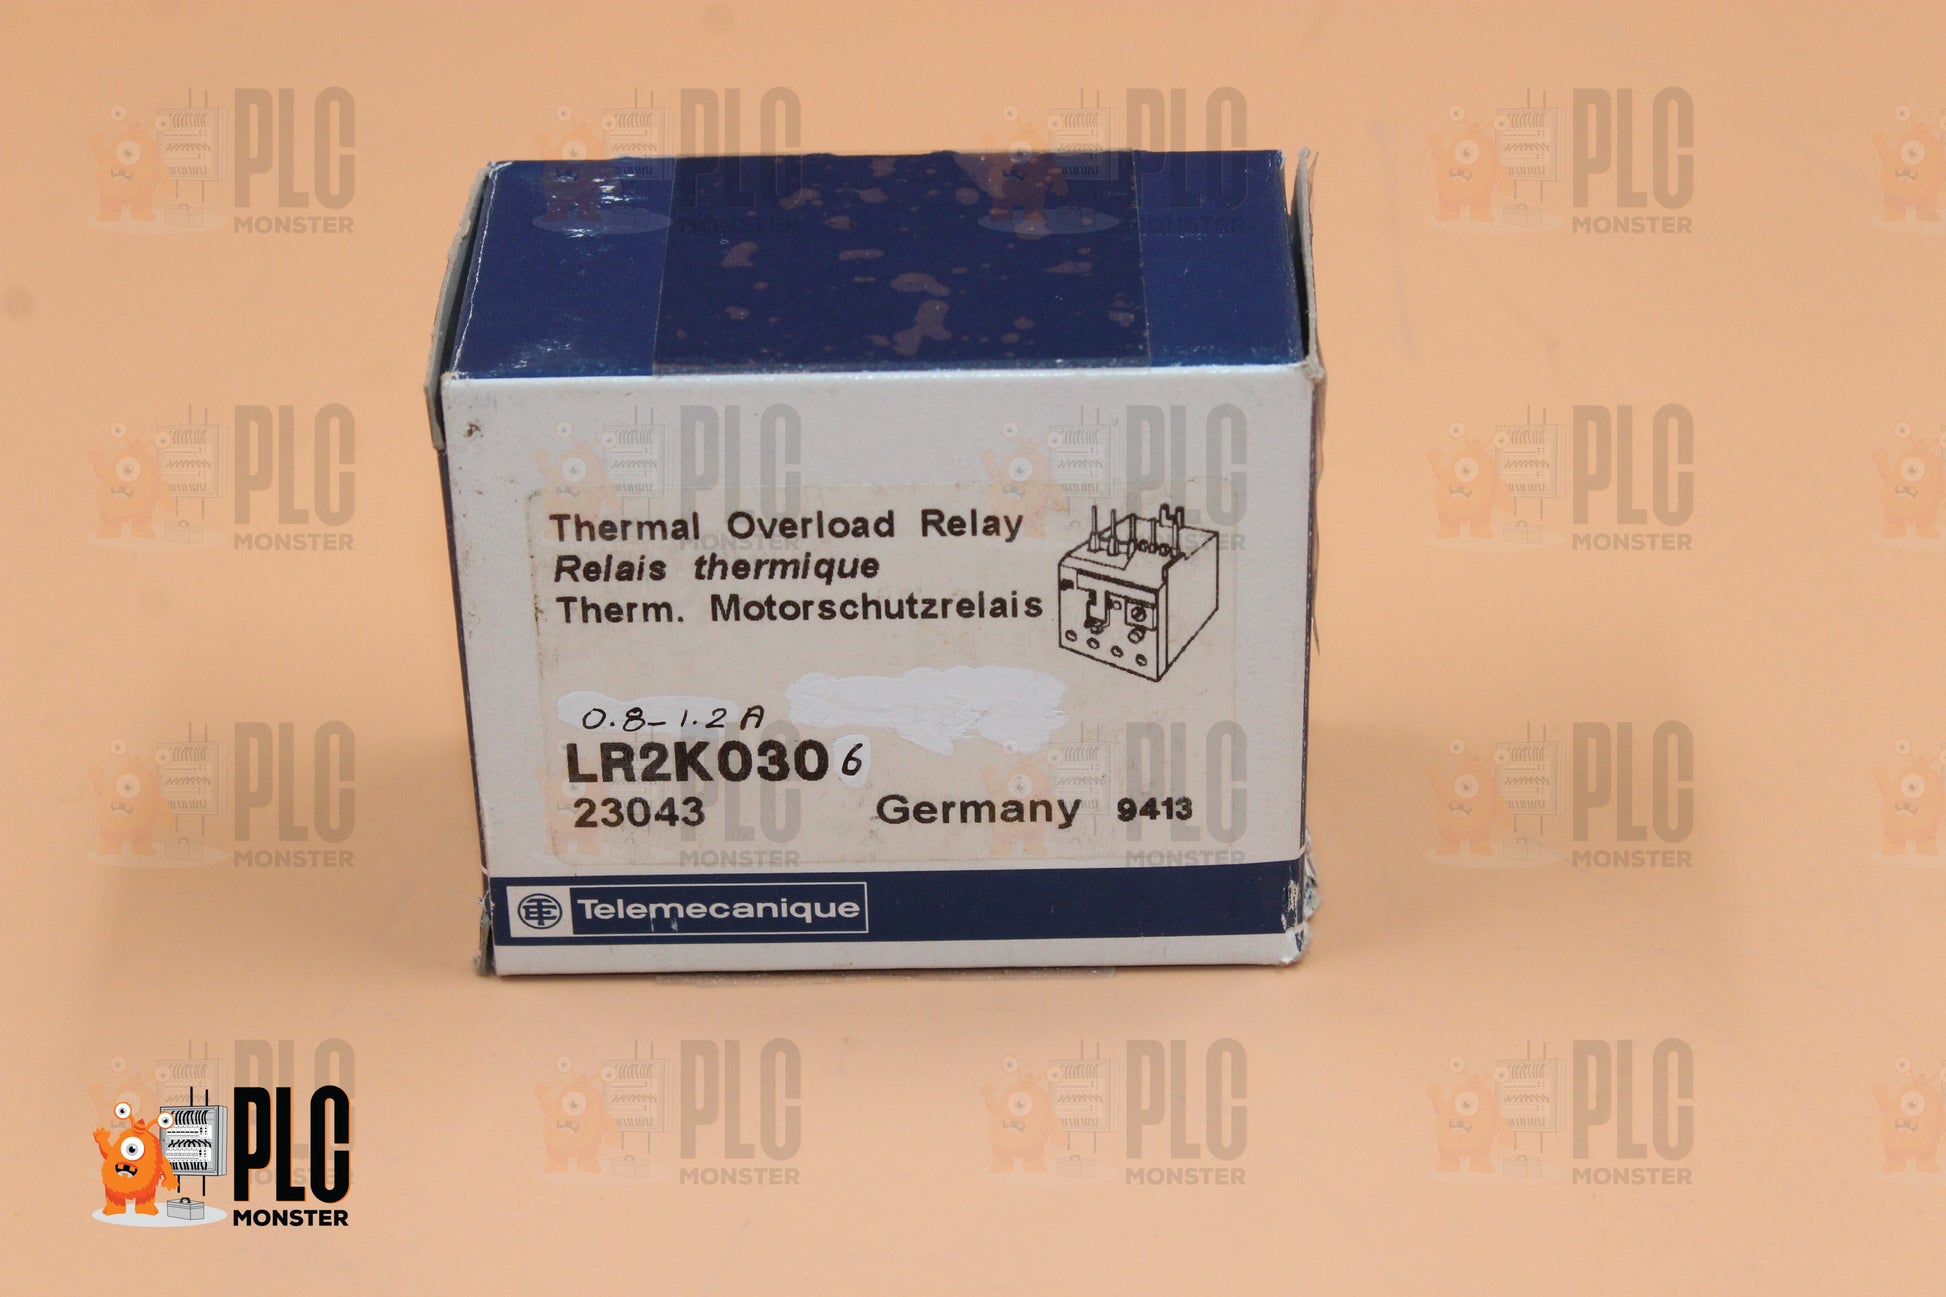 Thermal Overload Relay
Relais thermique
Therm. Motorschutzrelais
0.8-1.2 A
LR2K0306
23043 Germany 9413
Telemecanique
PLC
MONSTER